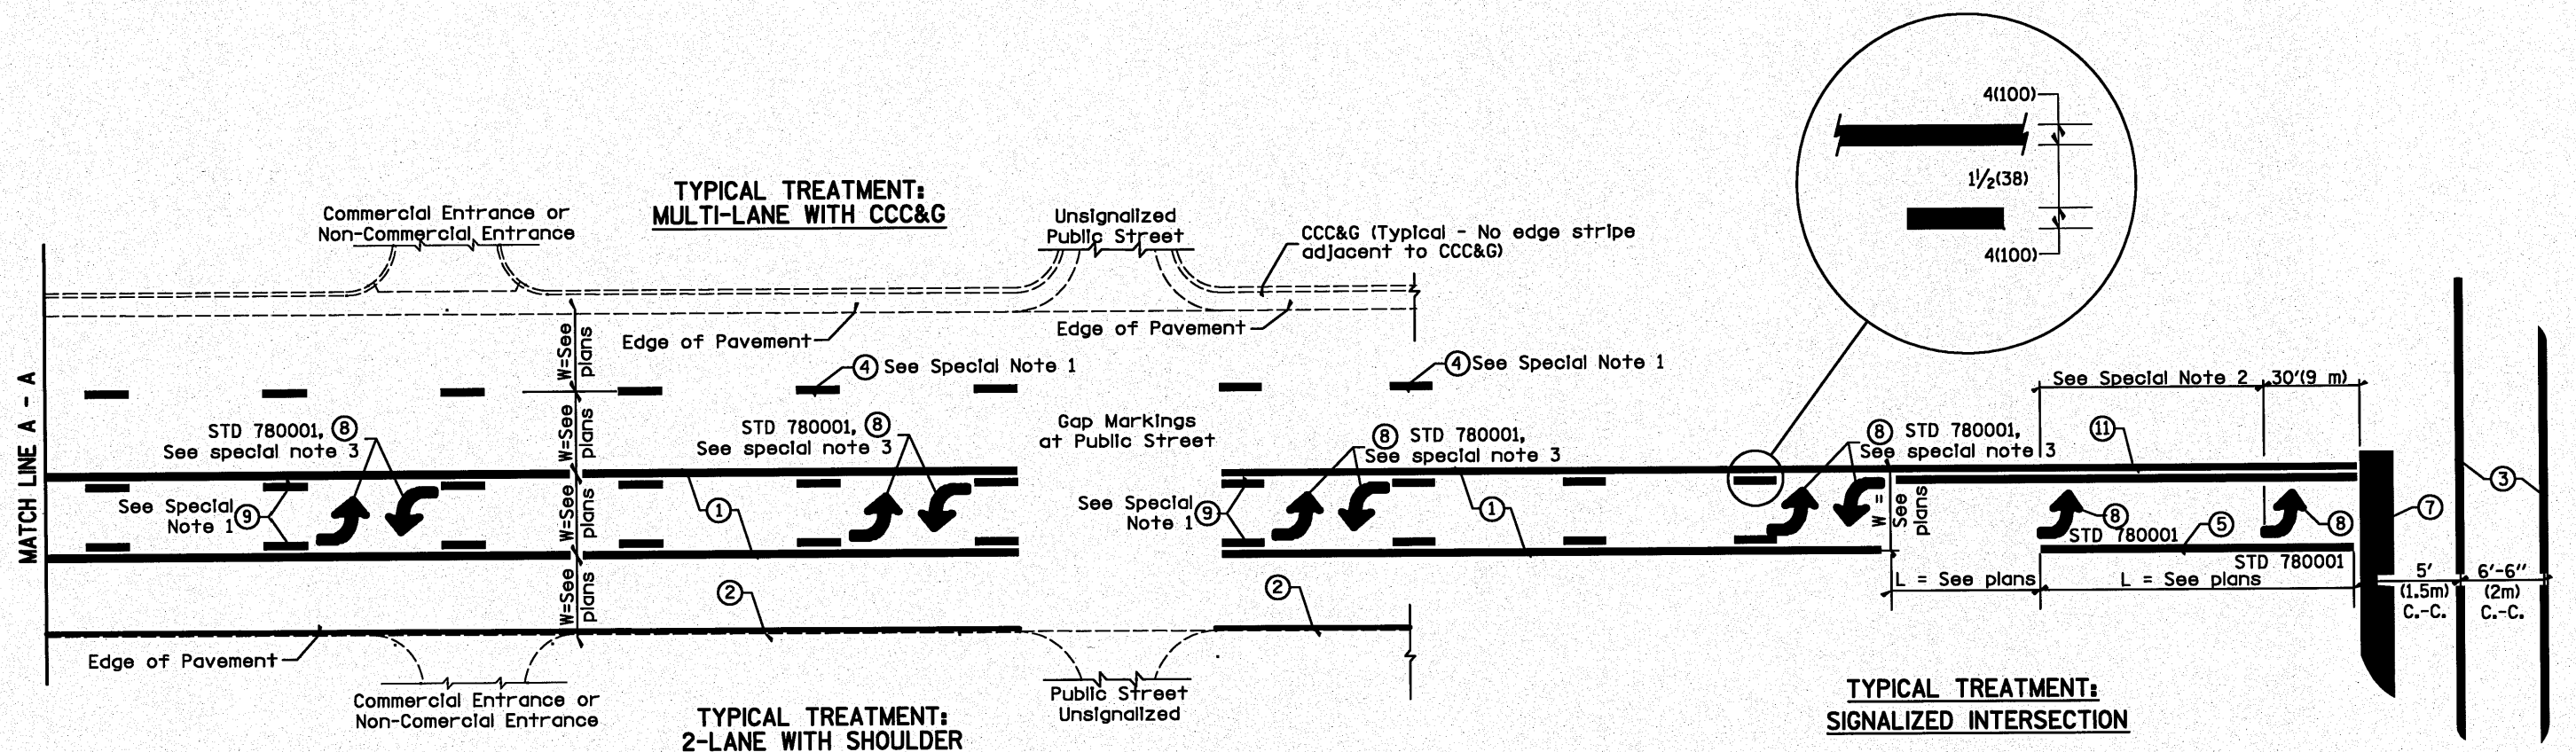 4(100)
1 1/2(38)
4(100)
TYPICAL TREATMENT:
MULTI-LANE WITH CCC&G
Commercial Entrance or
Non-Commercial Entrance
Unsignalized
Public Street
CCC&G (Typical - No edge stripe
adjacent to CCC&G)
Edge of Pavement
Edge of Pavement
W=See
plans
④ See Special Note 1
④ See Special Note 1
See Special Note 2
30'(9 m)
MATCH LINE A - A
STD 780001, ⑧
See special note 3
W=See
plans
STD 780001, ⑧
See special note 3
Gap Markings
at Public Street
⑧ STD 780001,
See special note 3
⑧ STD 780001,
See special note 3
⑪
See Special
Note 1 ⑨
W=See
plans
①
See Special
Note 1 ⑨
①
W =
See
plans
⑧
STD 780001
⑤
⑧
⑦
③
STD 780001
W=See
plans
②
②
L = See plans
L = See plans
5'
(1.5m)
C.-C.
6'-6"
(2m)
C.-C.
Edge of Pavement
Commercial Entrance or
Non-Comercial Entrance
Public Street
Unsignalized
TYPICAL TREATMENT:
2-LANE WITH SHOULDER
TYPICAL TREATMENT:
SIGNALIZED INTERSECTION